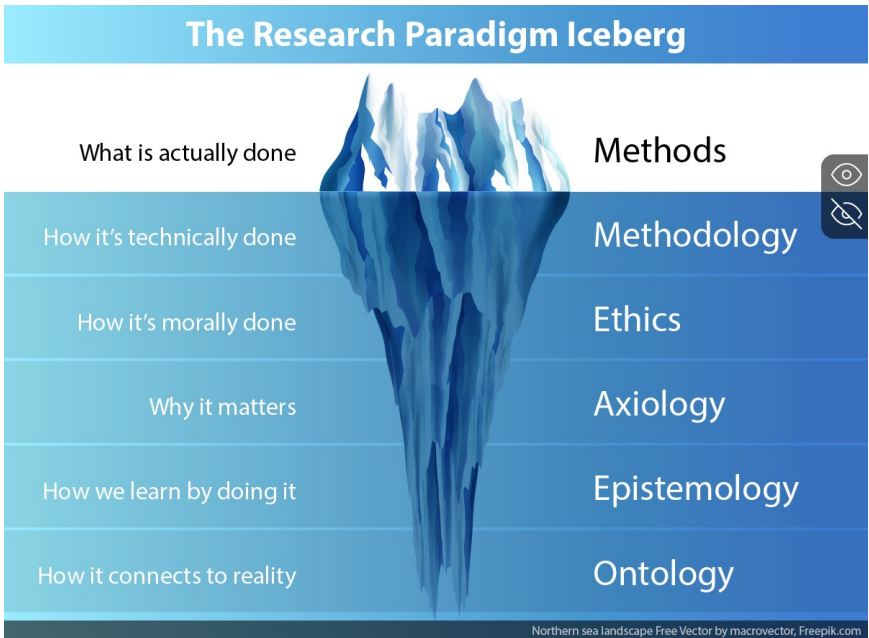 The Research Paradigm Iceberg
What is actually done
Methods
How it’s technically done
Methodology
How it’s morally done
Ethics
Why it matters
Axiology
How we learn by doing it
Epistemology
How it connects to reality
Ontology
Northern sea landscape Free Vector by macrovector, Freepik.com